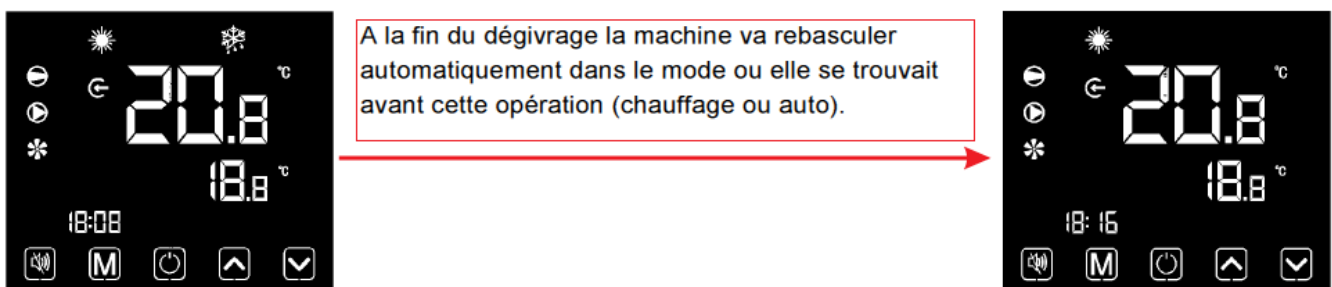 20.8 °C
18.8 °C
18:08
M
A la fin du dégivrage la machine va rebasculer
automatiquement dans le mode ou elle se trouvait
avant cette opération (chauffage ou auto).
20.8 °C
18.8 °C
18:16
M